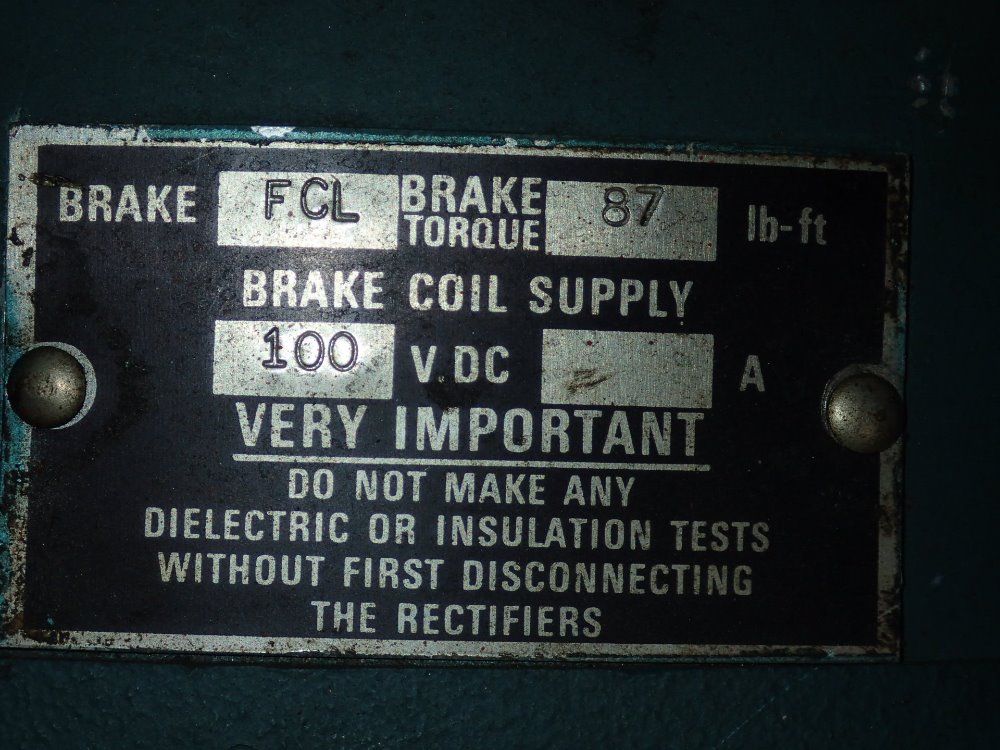 BRAKE FCL BRAKE TORQUE 87 lb-ft
BRAKE COIL SUPPLY
100 V.DC A
VERY IMPORTANT
DO NOT MAKE ANY
DIELECTRIC OR INSULATION TESTS
WITHOUT FIRST DISCONNECTING
THE RECTIFIERS